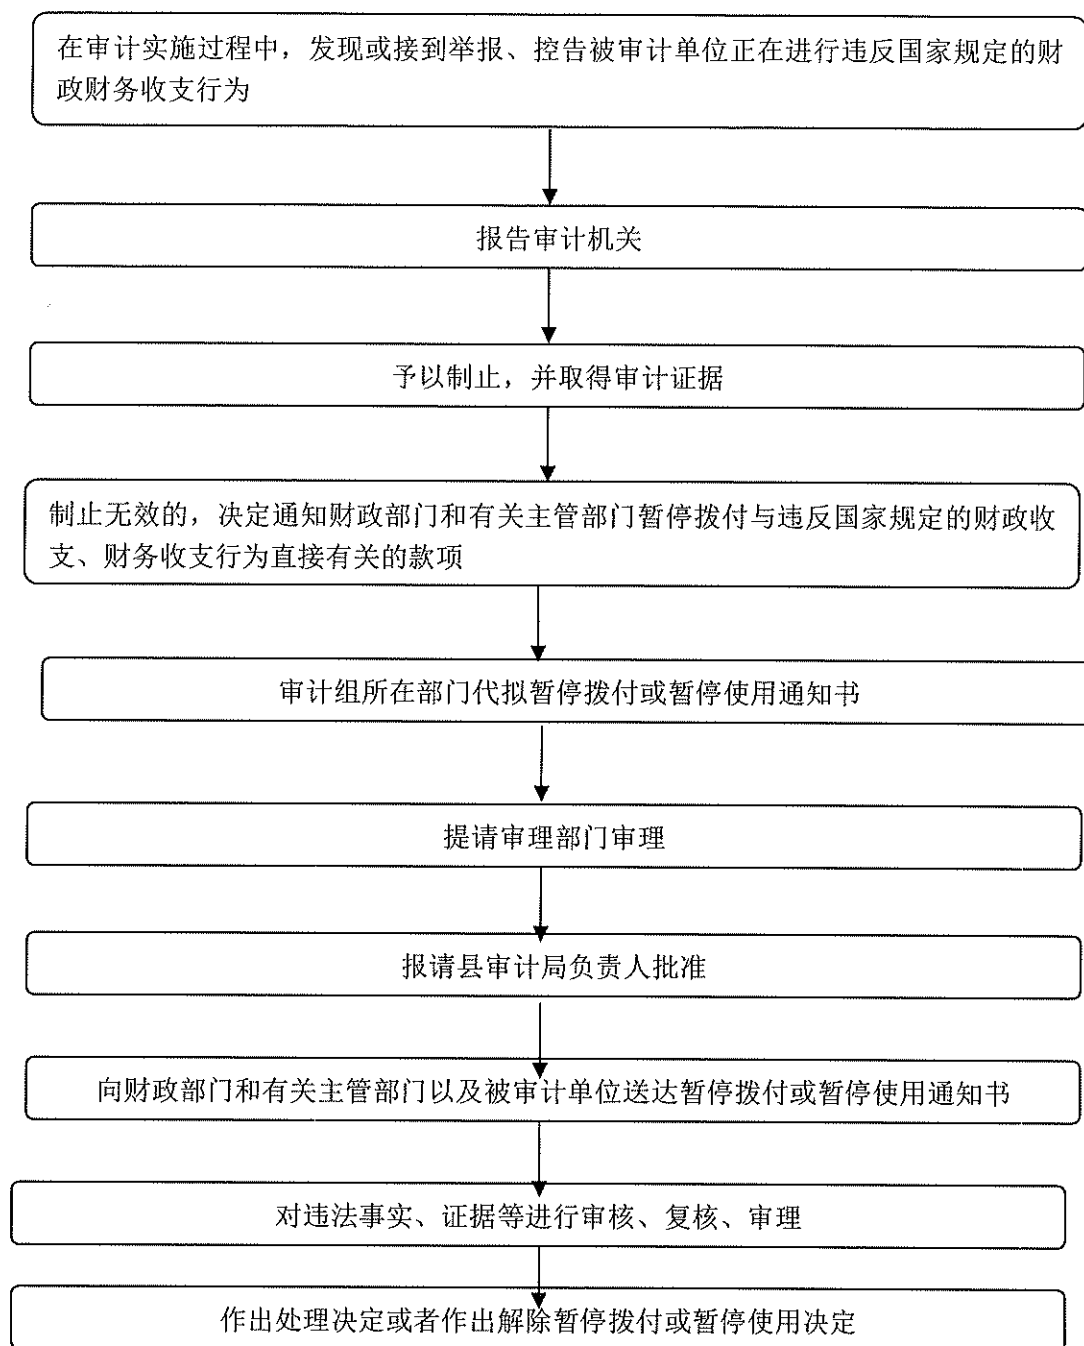 在审计实施过程中，发现或接到举报、控告被审计单位正在进行违反国家规定的财
政财务收支行为
报告审计机关
予以制止，并取得审计证据
制止无效的，决定通知财政部门和有关主管部门暂停拨付与违反国家规定的财政收
支、财务收支行为直接有关的款项
审计组所在部门代拟暂停拨付或暂停使用通知书
提请审理部门审理
报请县审计局负责人批准
向财政部门和有关主管部门以及被审计单位送达暂停拨付或暂停使用通知书
对违法事实、证据等进行审核、复核、审理
作出处理决定或者作出解除暂停拨付或暂停使用决定